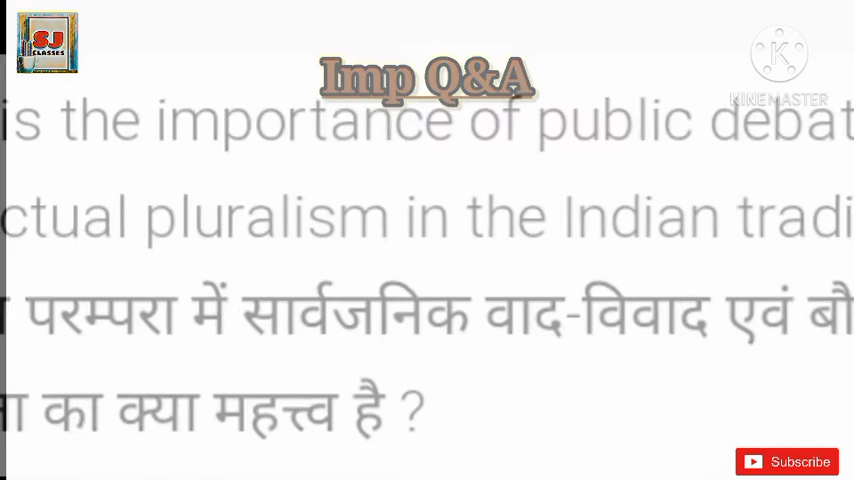 SJ
CLASSES
Imp Q&A
K
KINEMASTER
is the importance of public debat
ctual pluralism in the Indian tradi
परम्परा में सार्वजनिक वाद-विवाद एवं बौ
का क्या महत्त्व है ?
Subscribe